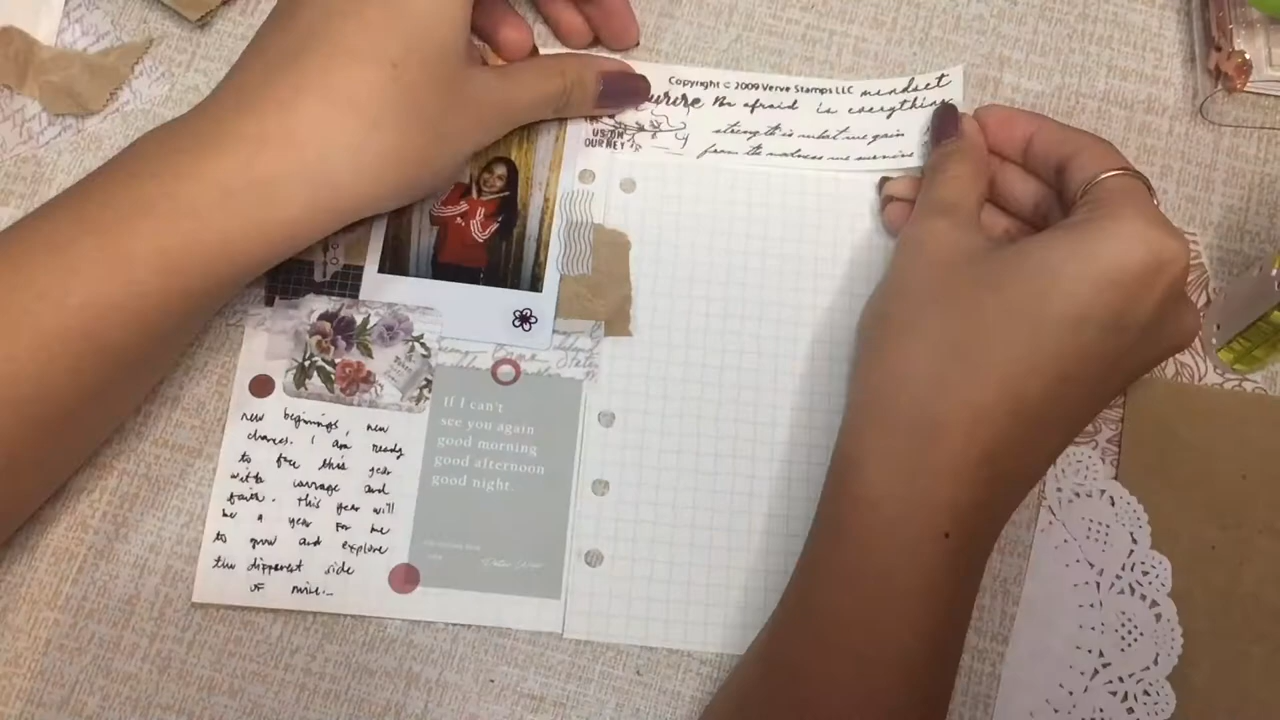 Copyright © 2009 Verve Stamps LLC mindset
be afraid is everything
strength is what we gain
from the madness we survive
US ON
OURNEY
If I can't
see you again
good morning
good afternoon
good night.
new beginnings, new
chances. I am ready
to face this year
with courage and
faith. This year will
be a year for me
to grow and explore
the different side
of mine.